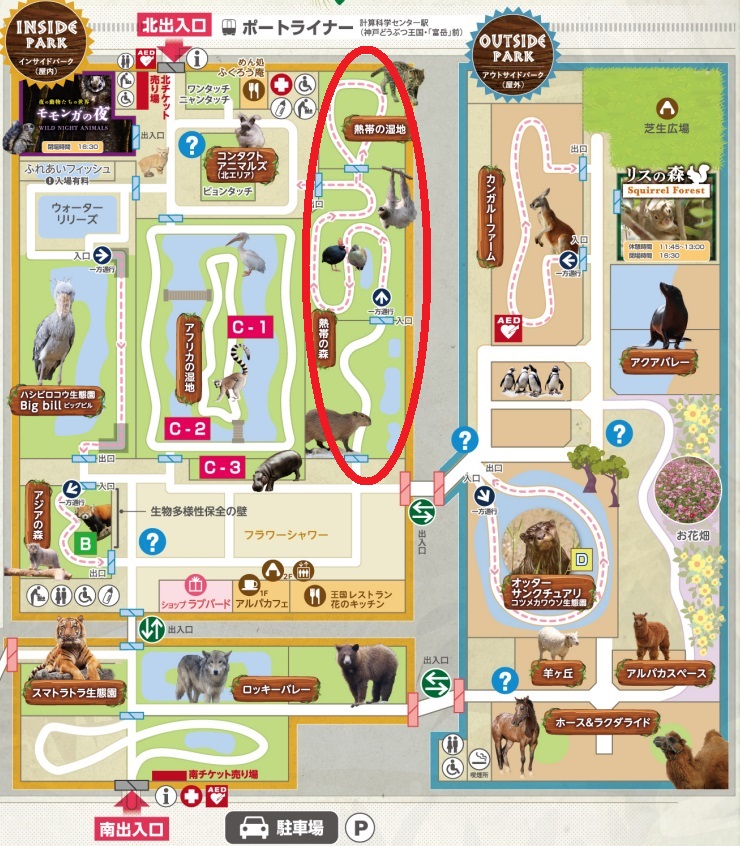 INSIDE
PARK
インサイドパーク
(屋内)
北出入口
ポートライナー
計算科学センター駅
(神戸どうぶつ王国・「富岳」前)
OUTSIDE
PARK
アウトサイドパーク
(屋外)
AED
北チケット
売り場
ワンタッチ
ニャンタッチ
めん処
ふくろう庵
夜の動物たちの世界
モモンガの夜
WILD NIGHT ANIMALS
閉場時間 16:30
出入口
コンタクト
アニマルズ
(北エリア)
ピョンタッチ
熱帯の湿地
出口
一方通行
入口
熱帯の森
ふれあいフィッシュ
入場有料
ウォーター
リリーズ
入口
一方通行
ハシビロコウ生態園
Big bill ビッグビル
出口
アフリカの湿地
C-1
C-2
C-3
アジアの森
入口
一方通行
B
出口
生物多様性保全の壁
フラワーシャワー
ショップ ラブバード
2F
1F
アルパカカフェ
王国レストラン
花のキッチン
出入口
出入口
スマトラトラ生態園
ロッキーバレー
出入口
南チケット売り場
AED
南出入口
駐車場
P
芝生広場
カンガルーファーム
出口
入口
一方通行
AED
リスの森
Squirrel Forest
休憩時間 11:45~13:00
閉場時間 16:30
アクアバレー
出口
入口
一方通行
D
オッター
サンクチュアリ
コツメカワウソ生態園
お花畑
羊ヶ丘
アルパカスペース
ホース&ラクダライド
喫煙所